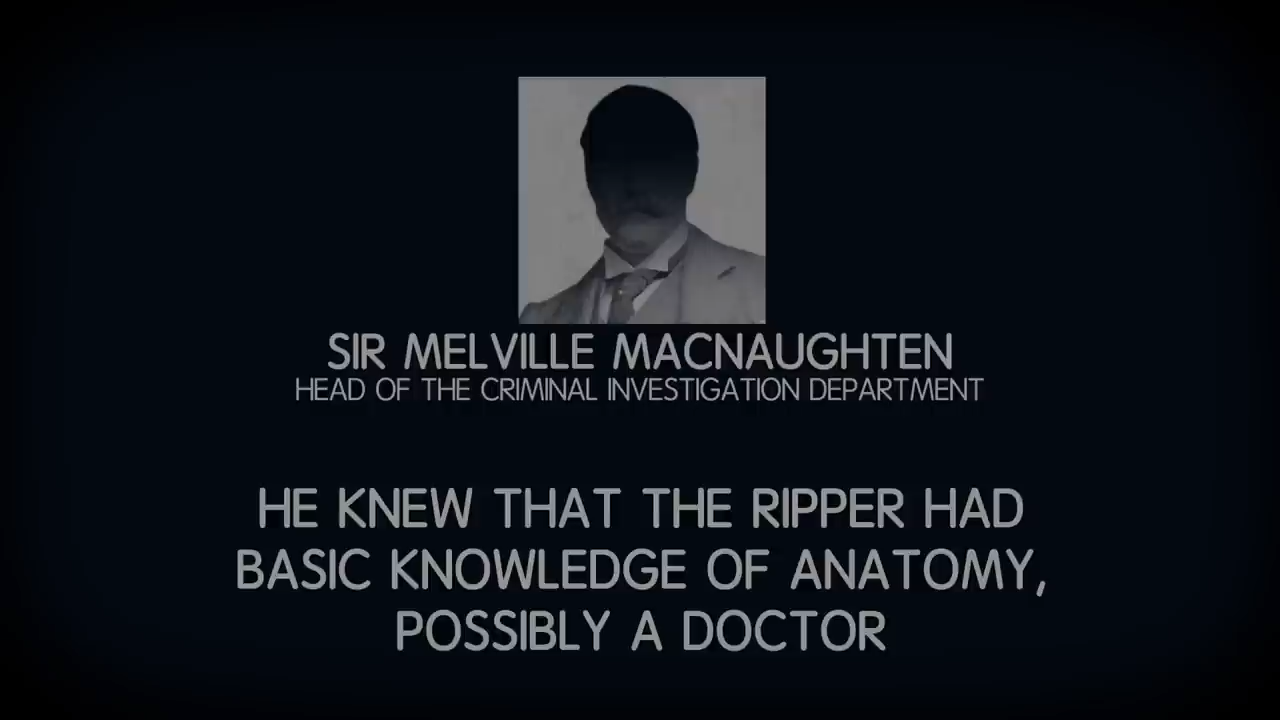 SIR MELVILLE MACNAUGHTEN
HEAD OF THE CRIMINAL INVESTIGATION DEPARTMENT
HE KNEW THAT THE RIPPER HAD
BASIC KNOWLEDGE OF ANATOMY,
POSSIBLY A DOCTOR